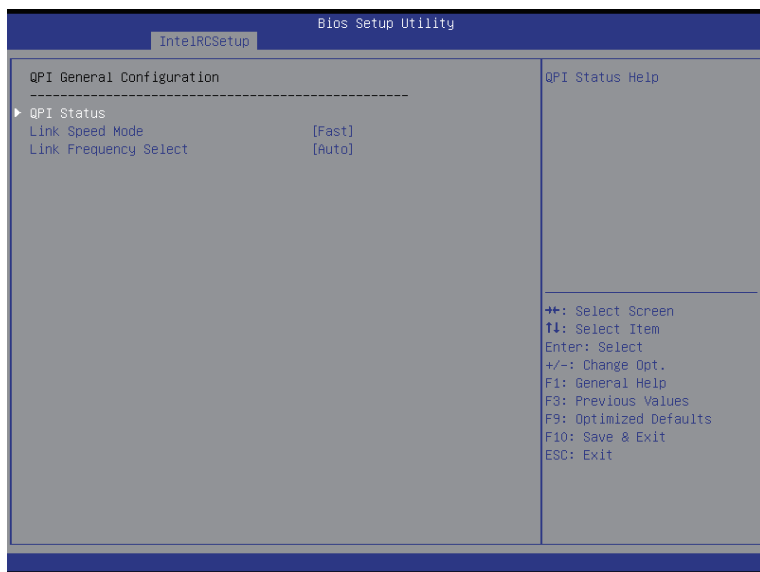 Bios Setup Utility
IntelRCSetup
QPI General Configuration
--------------------------------------------------
QPI Status
Link Speed Mode [Fast]
Link Frequency Select [Auto]
QPI Status Help
→←: Select Screen
↑↓: Select Item
Enter: Select
+/-: Change Opt.
F1: General Help
F3: Previous Values
F9: Optimized Defaults
F10: Save & Exit
ESC: Exit